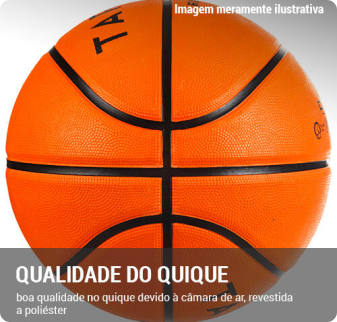 Imagem meramente ilustrativa
TA
QUALIDADE DO QUIQUE
boa qualidade no quique devido à câmara de ar, revestida
a poliéster